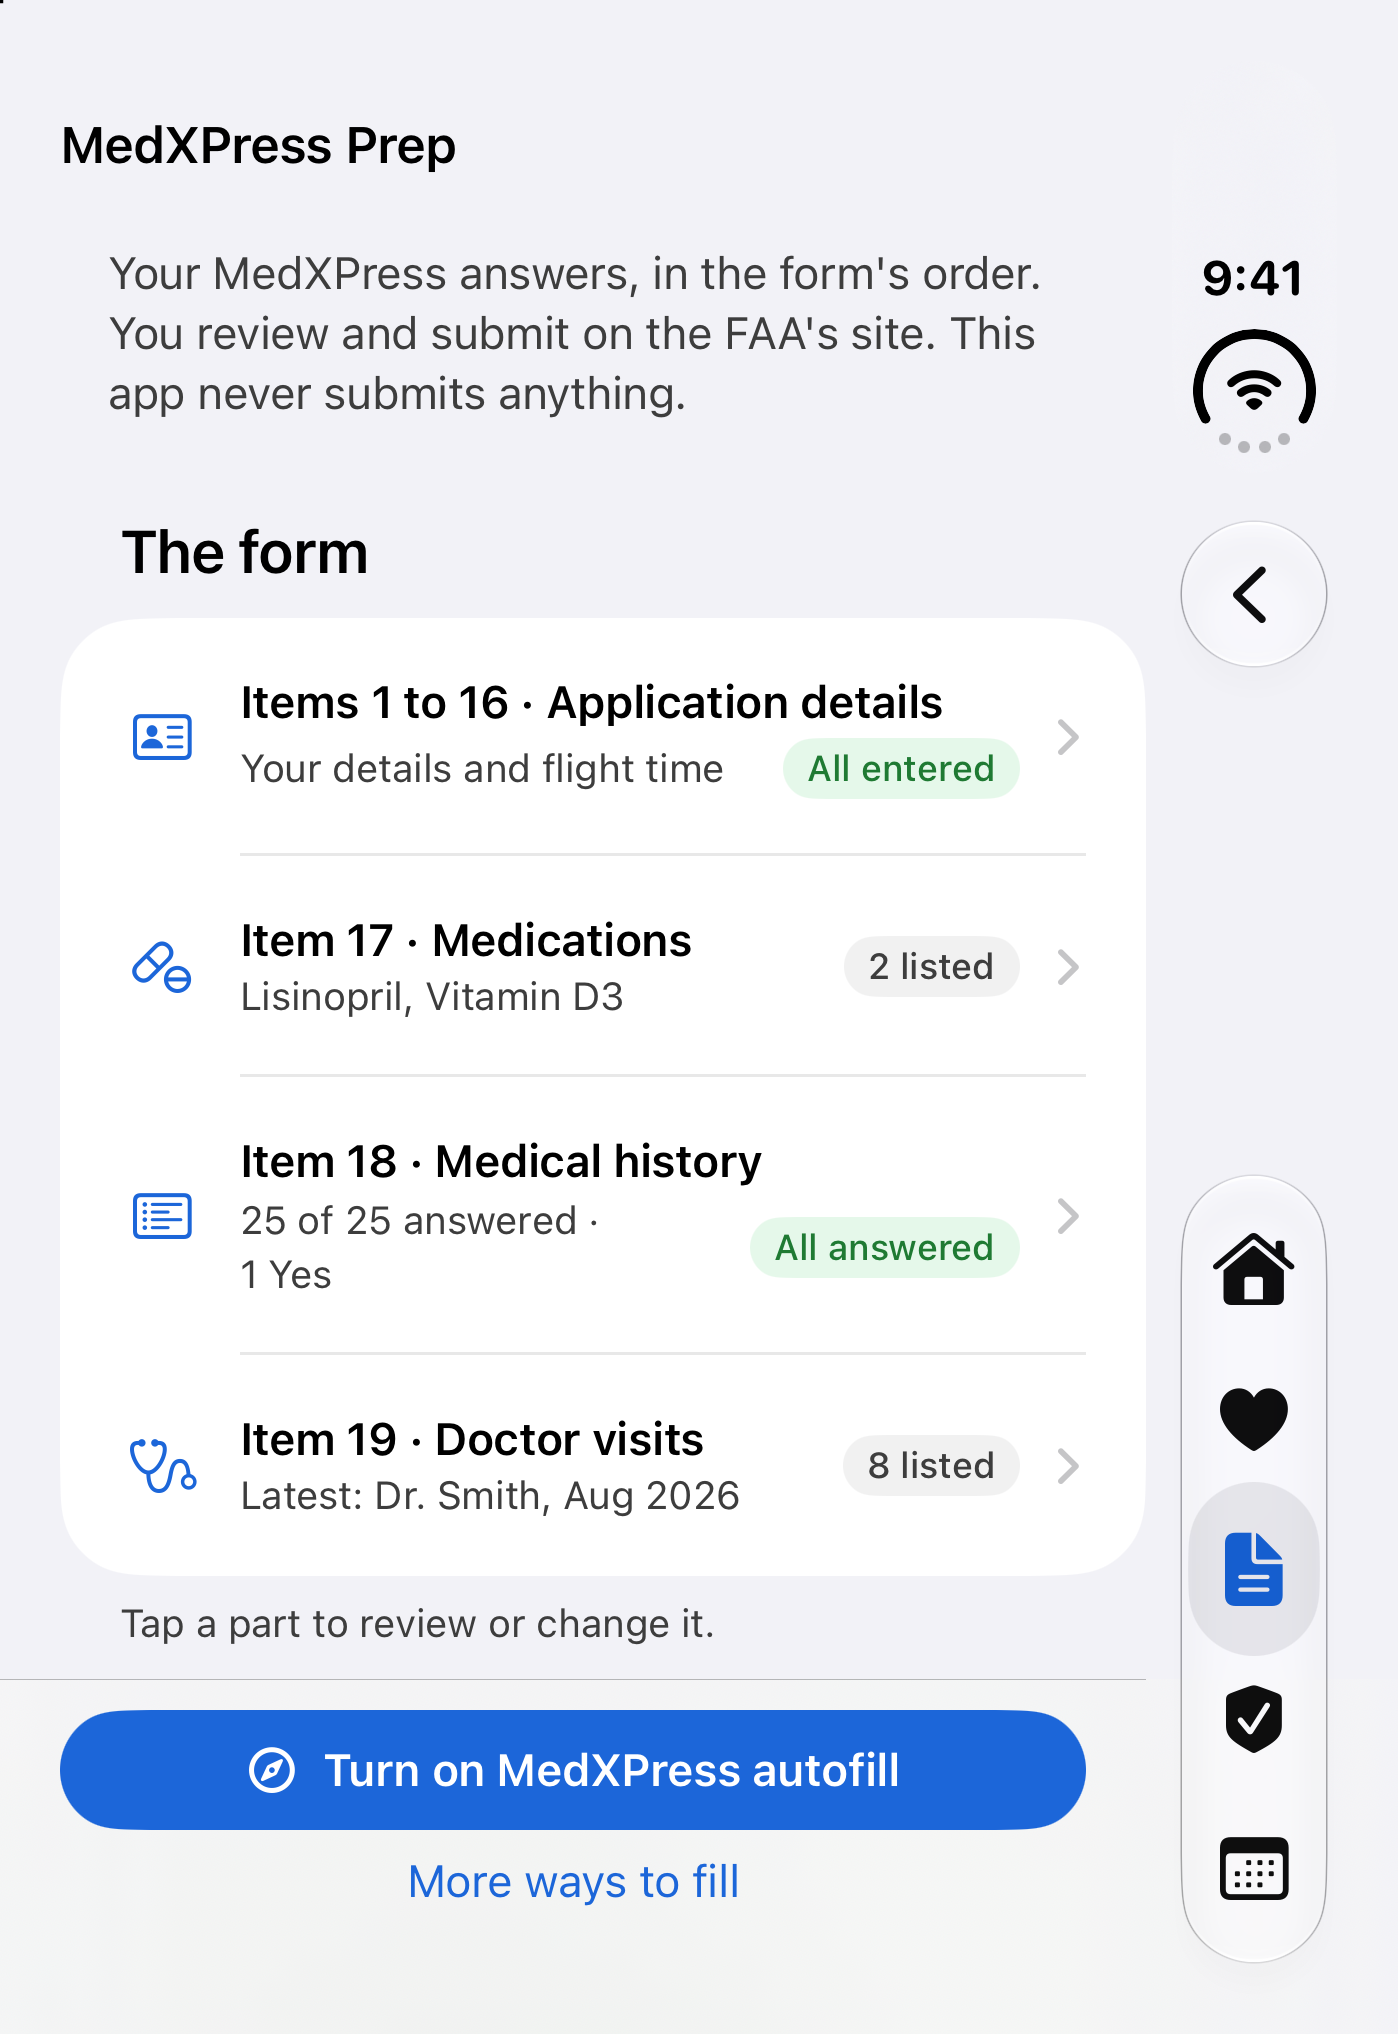 MedXPress Prep
Your MedXPress answers, in the form's order.
You review and submit on the FAA's site. This
app never submits anything.
9:41
The form
Items 1 to 16 · Application details
Your details and flight time
All entered
Item 17 · Medications
Lisinopril, Vitamin D3
2 listed
Item 18 · Medical history
25 of 25 answered ·
1 Yes
All answered
Item 19 · Doctor visits
Latest: Dr. Smith, Aug 2026
8 listed
Tap a part to review or change it.
Turn on MedXPress autofill
More ways to fill